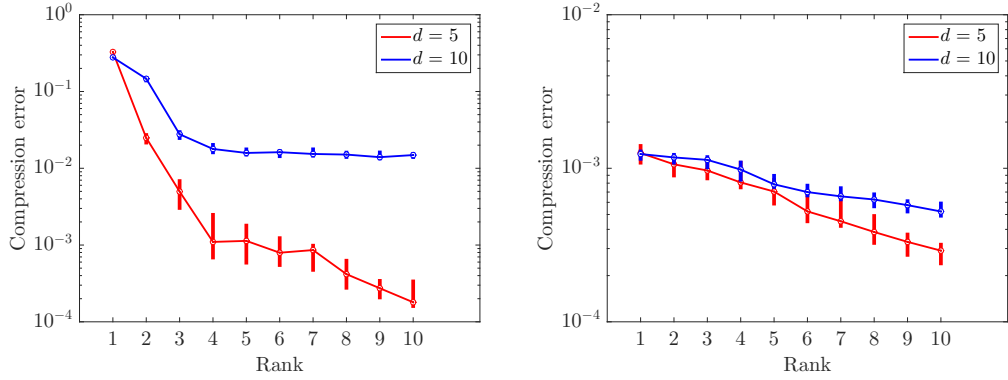 10^0
10^{-1}
10^{-2}
10^{-3}
10^{-4}
Compression error
1 2 3 4 5 6 7 8 9 10
Rank
d = 5
d = 10
10^{-2}
10^{-3}
10^{-4}
Compression error
1 2 3 4 5 6 7 8 9 10
Rank
d = 5
d = 10